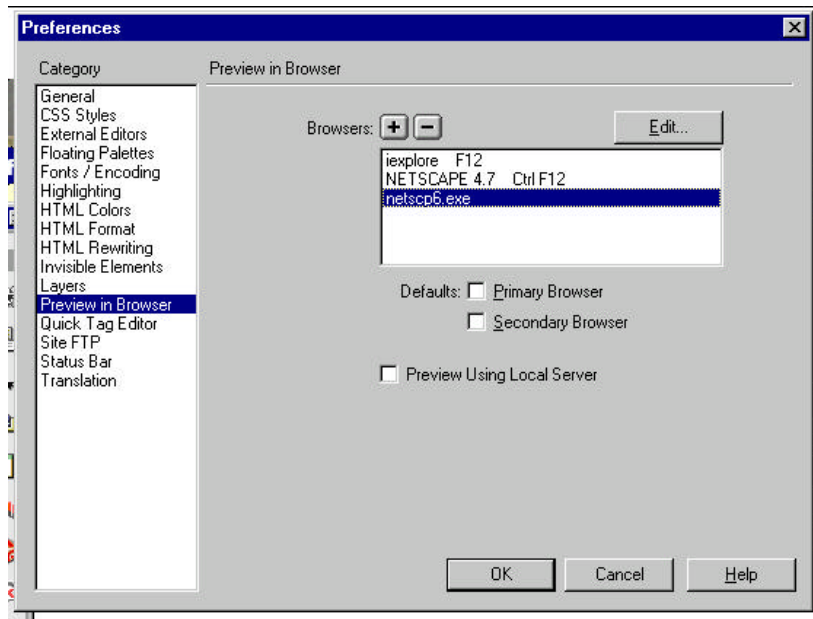 Preferences
Category
General
CSS Styles
External Editors
Floating Palettes
Fonts / Encoding
Highlighting
HTML Colors
HTML Format
HTML Rewriting
Invisible Elements
Layers
Preview in Browser
Quick Tag Editor
Site FTP
Status Bar
Translation
Preview in Browser
Browsers: + − Edit...
iexplore F12
NETSCAPE 4.7 Ctrl F12
netscp6.exe
Defaults: Primary Browser
Secondary Browser
Preview Using Local Server
OK Cancel Help